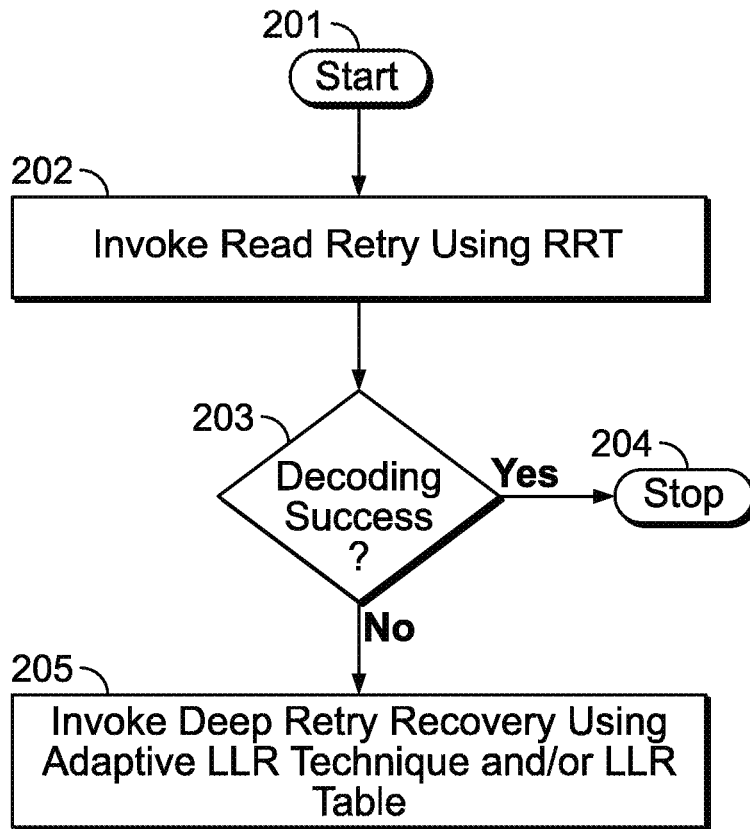 201
Start
202
Invoke Read Retry Using RRT
203
Decoding
Success
?
Yes
204
Stop
No
205
Invoke Deep Retry Recovery Using
Adaptive LLR Technique and/or LLR
Table